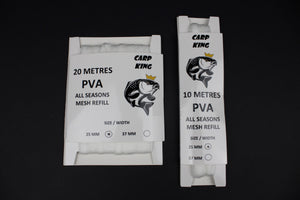 CARP
KING
20 METRES
PVA
ALL SEASONS
MESH REFILL
SIZE / WIDTH
25 MM
37 MM
CARP
KING
10 METRES
PVA
ALL SEASONS
MESH REFILL
SIZE / WIDTH
25 MM
37 MM